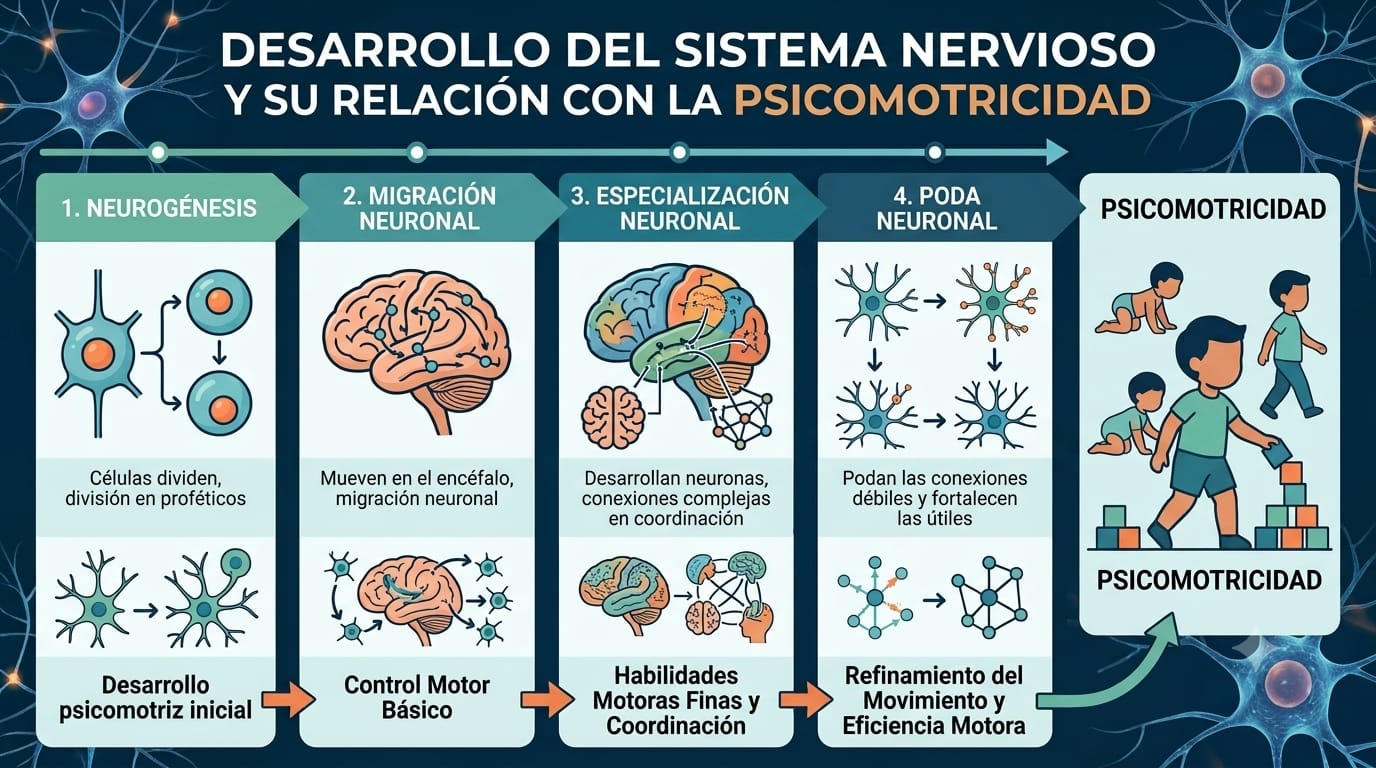 DESARROLLO DEL SISTEMA NERVIOSO
Y SU RELACIÓN CON LA PSICOMOTRICIDAD
1. NEUROGÉNESIS
Células dividen,
división en proféticos
Desarrollo
psicomotriz inicial
2. MIGRACIÓN
NEURONAL
Mueven en el encéfalo,
migración neuronal
Control Motor
Básico
3. ESPECIALIZACIÓN
NEURONAL
Desarrollan neuronas,
conexiones complejas
en coordinación
Habilidades
Motoras Finas y
Coordinación
4. PODA
NEURONAL
Podan las conexiones
débiles y fortalecen
las útiles
Refinamiento del
Movimiento y
Eficiencia Motora
PSICOMOTRICIDAD
PSICOMOTRICIDAD